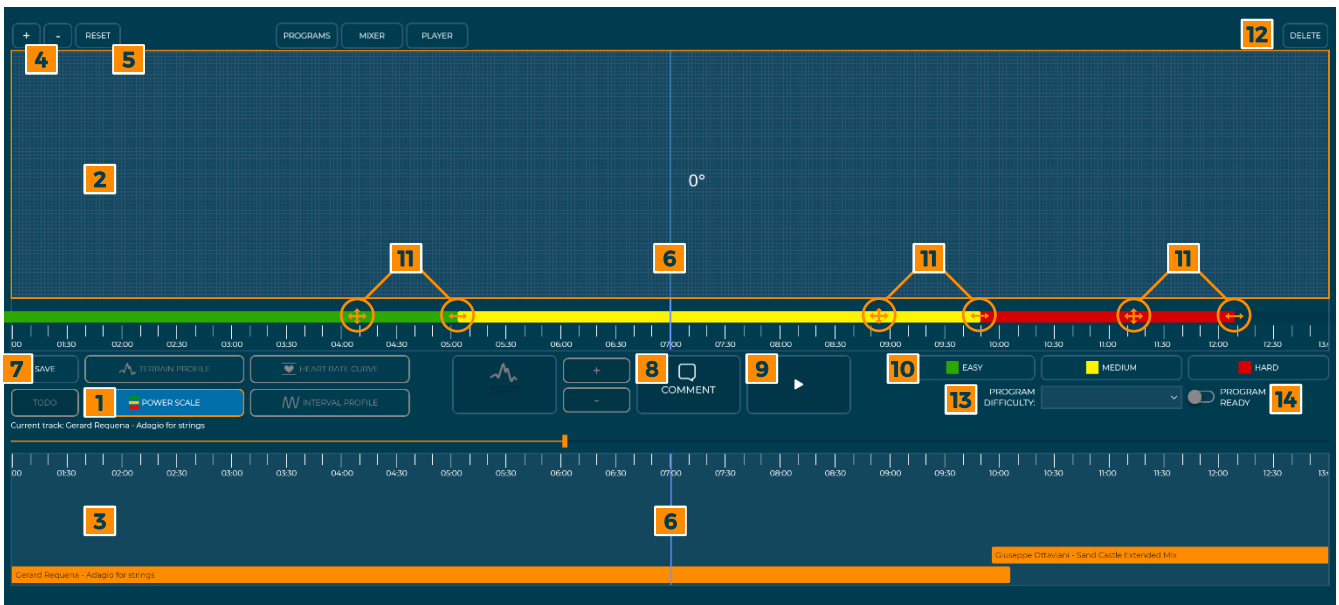 + - RESET PROGRAMS MIXER PLAYER 12 DELETE
4 5
2 0°
11 6 11 11
00 01:30 02:00 02:30 03:00 03:30 04:00 04:30 05:00 05:30 06:00 06:30 07:00 07:30 08:00 08:30 09:00 09:30 10:00 10:30 11:00 11:30 12:00 12:30
7 SAVE TERRAIN PROFILE HEART RATE CURVE + 8 COMMENT 9 10 EASY MEDIUM HARD
TODO 1 POWER SCALE INTERVAL PROFILE - 13 PROGRAM DIFFICULTY: PROGRAM READY 14
Current track: Gerard Requena - Adagio for strings
00 01:30 02:00 02:30 03:00 03:30 04:00 04:30 05:00 05:30 06:00 06:30 07:00 07:30 08:00 08:30 09:00 09:30 10:00 10:30 11:00 11:30 12:00 12:30
3 6
Giuseppe Ottaviani - Sand Castle Extended Mix
Gerard Requena - Adagio for strings